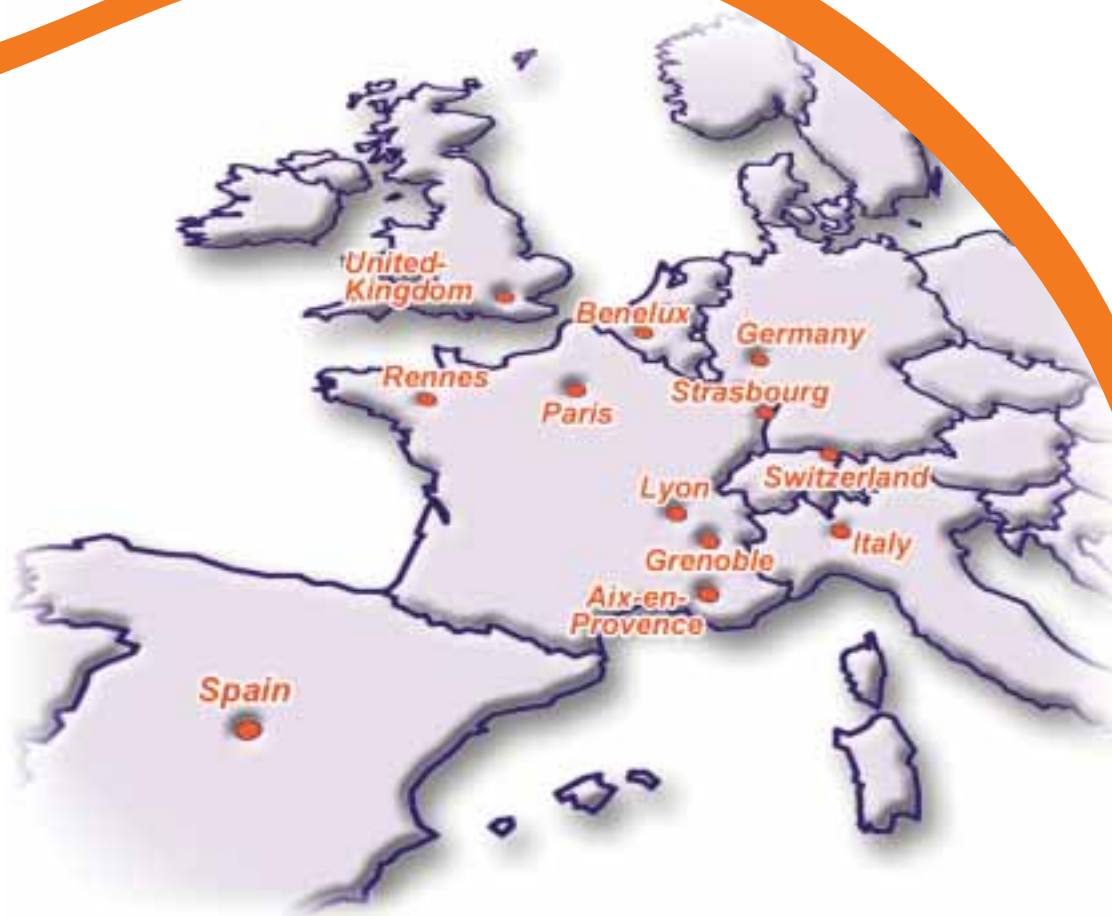 United-
Kingdom
Benelux
Germany
Rennes
Strasbourg
Paris
Switzerland
Lyon
Italy
Grenoble
Aix-en-
Provence
Spain